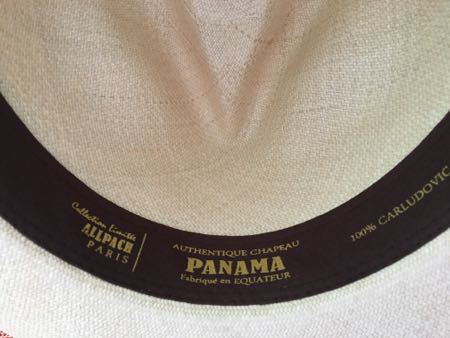 Collection Limitée
ALLPACH
PARIS
AUTHENTIQUE CHAPEAU
PANAMA
Fabriqué en EQUATEUR
100% CARLUDOVIC